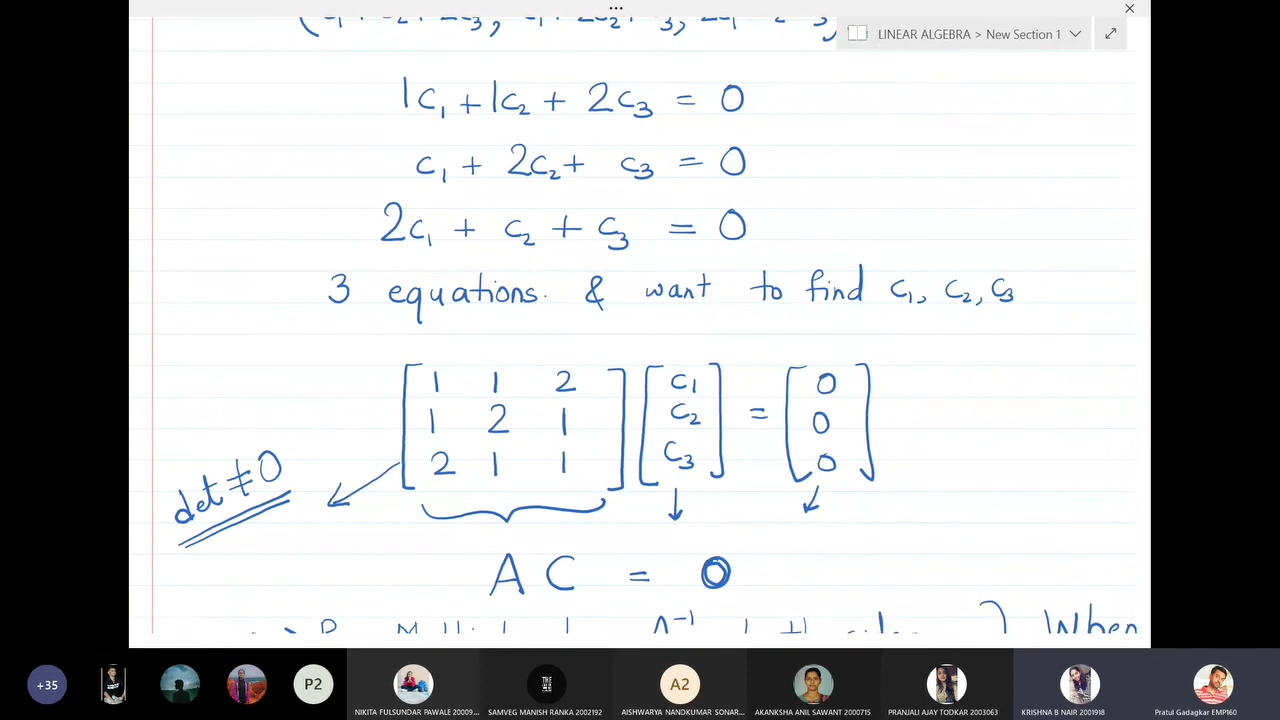 LINEAR ALGEBRA > New Section 1
1c₁ + 1c₂ + 2c₃ = 0
c₁ + 2c₂ + c₃ = 0
2c₁ + c₂ + c₃ = 0
3 equations. & want to find c₁, c₂, c₃
1 1 2 c₁ 0
1 2 1 c₂ = 0
2 1 1 c₃ 0
det ≠ 0
A C = 0
A⁻¹
When
+35
P2
A2
NIKITA FULSUNDAR PAWALE 20009...
SAMVEG MANISH RANKA 2002192
AISHWARYA NANDKUMAR SONAR...
AKANKSHA ANIL SAWANT 2000715
PRANJALI AJAY TODKAR 2003063
KRISHNA B NAIR 2001918
Pratul Gadagkar EMP160